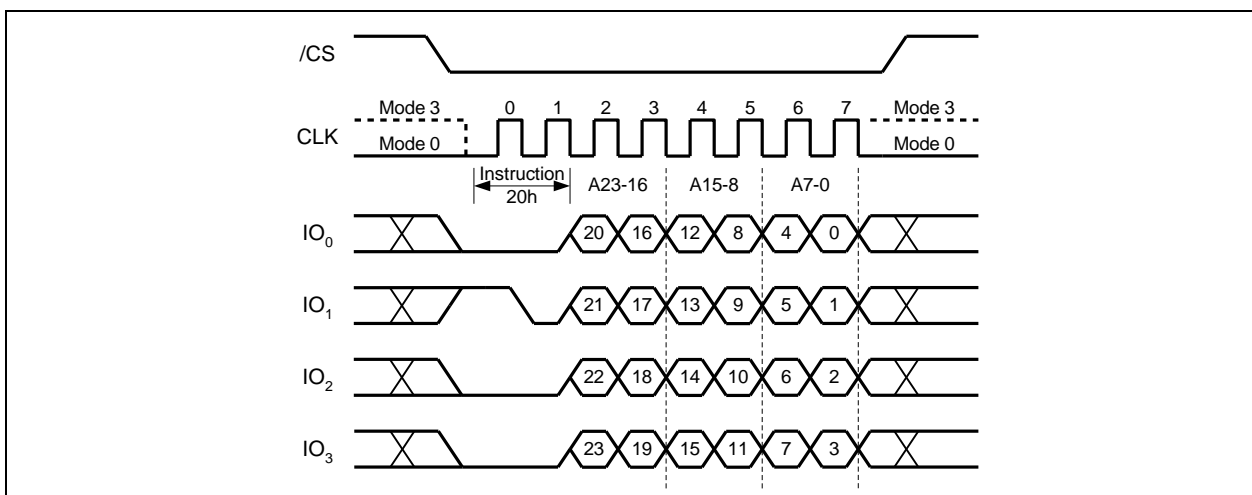 /CS
Mode 3 0 1 2 3 4 5 6 7 Mode 3
CLK
Mode 0 Mode 0
Instruction
20h
A23-16 A15-8 A7-0
IO0 20 16 12 8 4 0
IO1 21 17 13 9 5 1
IO2 22 18 14 10 6 2
IO3 23 19 15 11 7 3